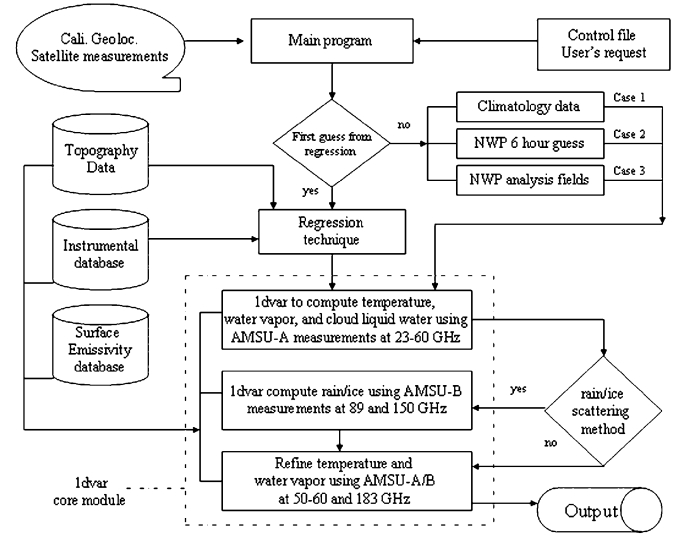 Cali. Geoloc.
Satellite measurements
Main program
Control file
User's request
First guess from
regression
no
yes
Climatology data
Case 1
NWP 6 hour guess
Case 2
NWP analysis fields
Case 3
Topography
Data
Regression
technique
Instrumental
database
Surface
Emissivity
database
1dvar to compute temperature,
water vapor, and cloud liquid water using
AMSU-A measurements at 23-60 GHz
1dvar compute rain/ice using AMSU-B
measurements at 89 and 150 GHz
yes
rain/ice
scattering
method
no
Refine temperature and
water vapor using AMSU-A/B
at 50-60 and 183 GHz
1dvar
core module
Output